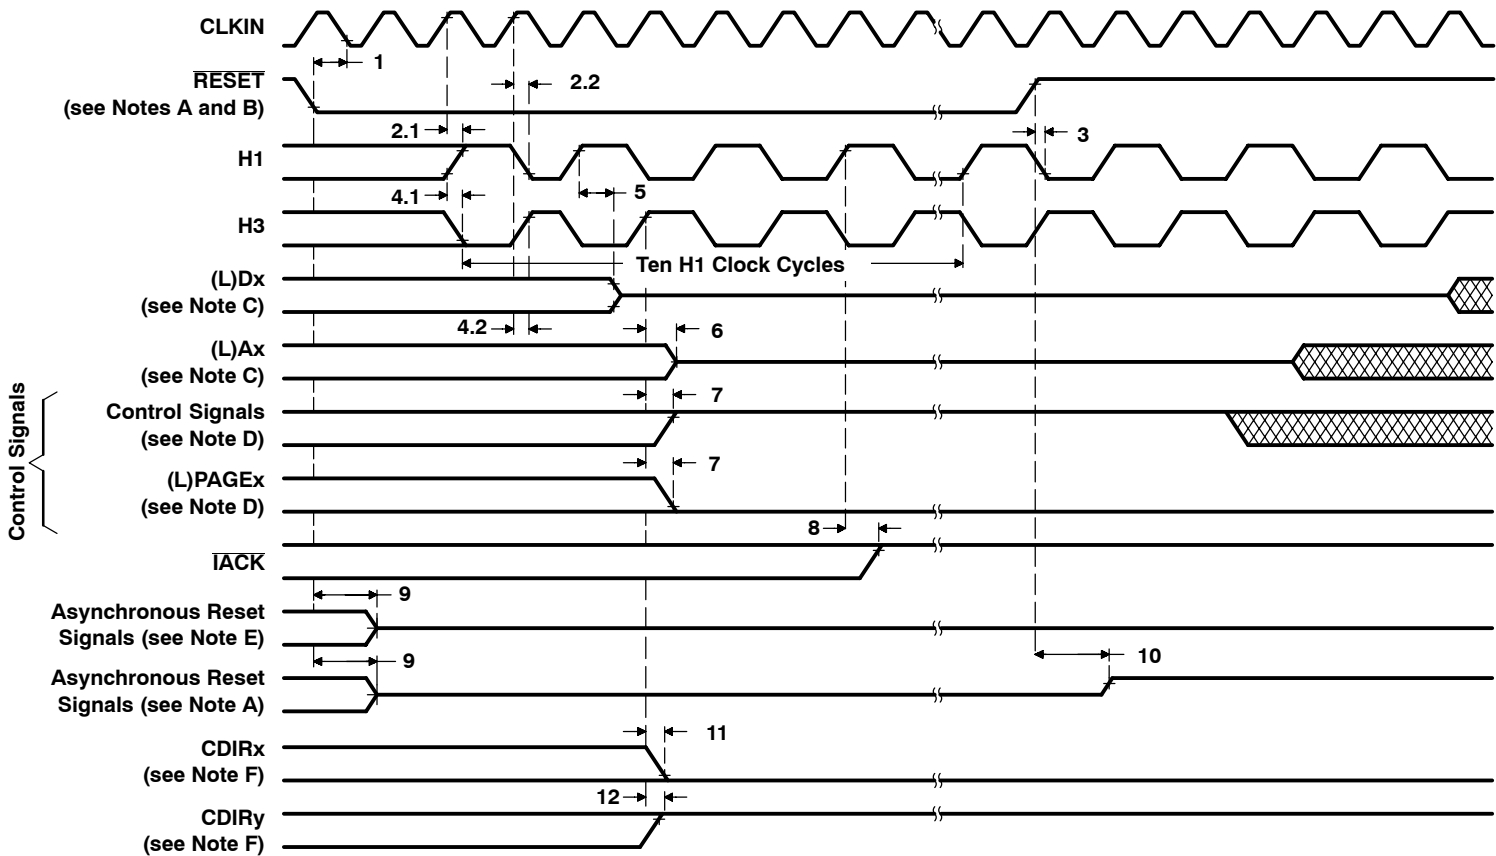 CLKIN
1
RESET
(see Notes A and B)
2.2
2.1
3
H1
4.1
5
H3
Ten H1 Clock Cycles
(L)Dx
(see Note C)
4.2
6
(L)Ax
(see Note C)
7
Control Signals
Control Signals
(see Note D)
7
(L)PAGEx
(see Note D)
8
IACK
9
Asynchronous Reset
Signals (see Note E)
9
10
Asynchronous Reset
Signals (see Note A)
11
CDIRx
(see Note F)
12
CDIRy
(see Note F)